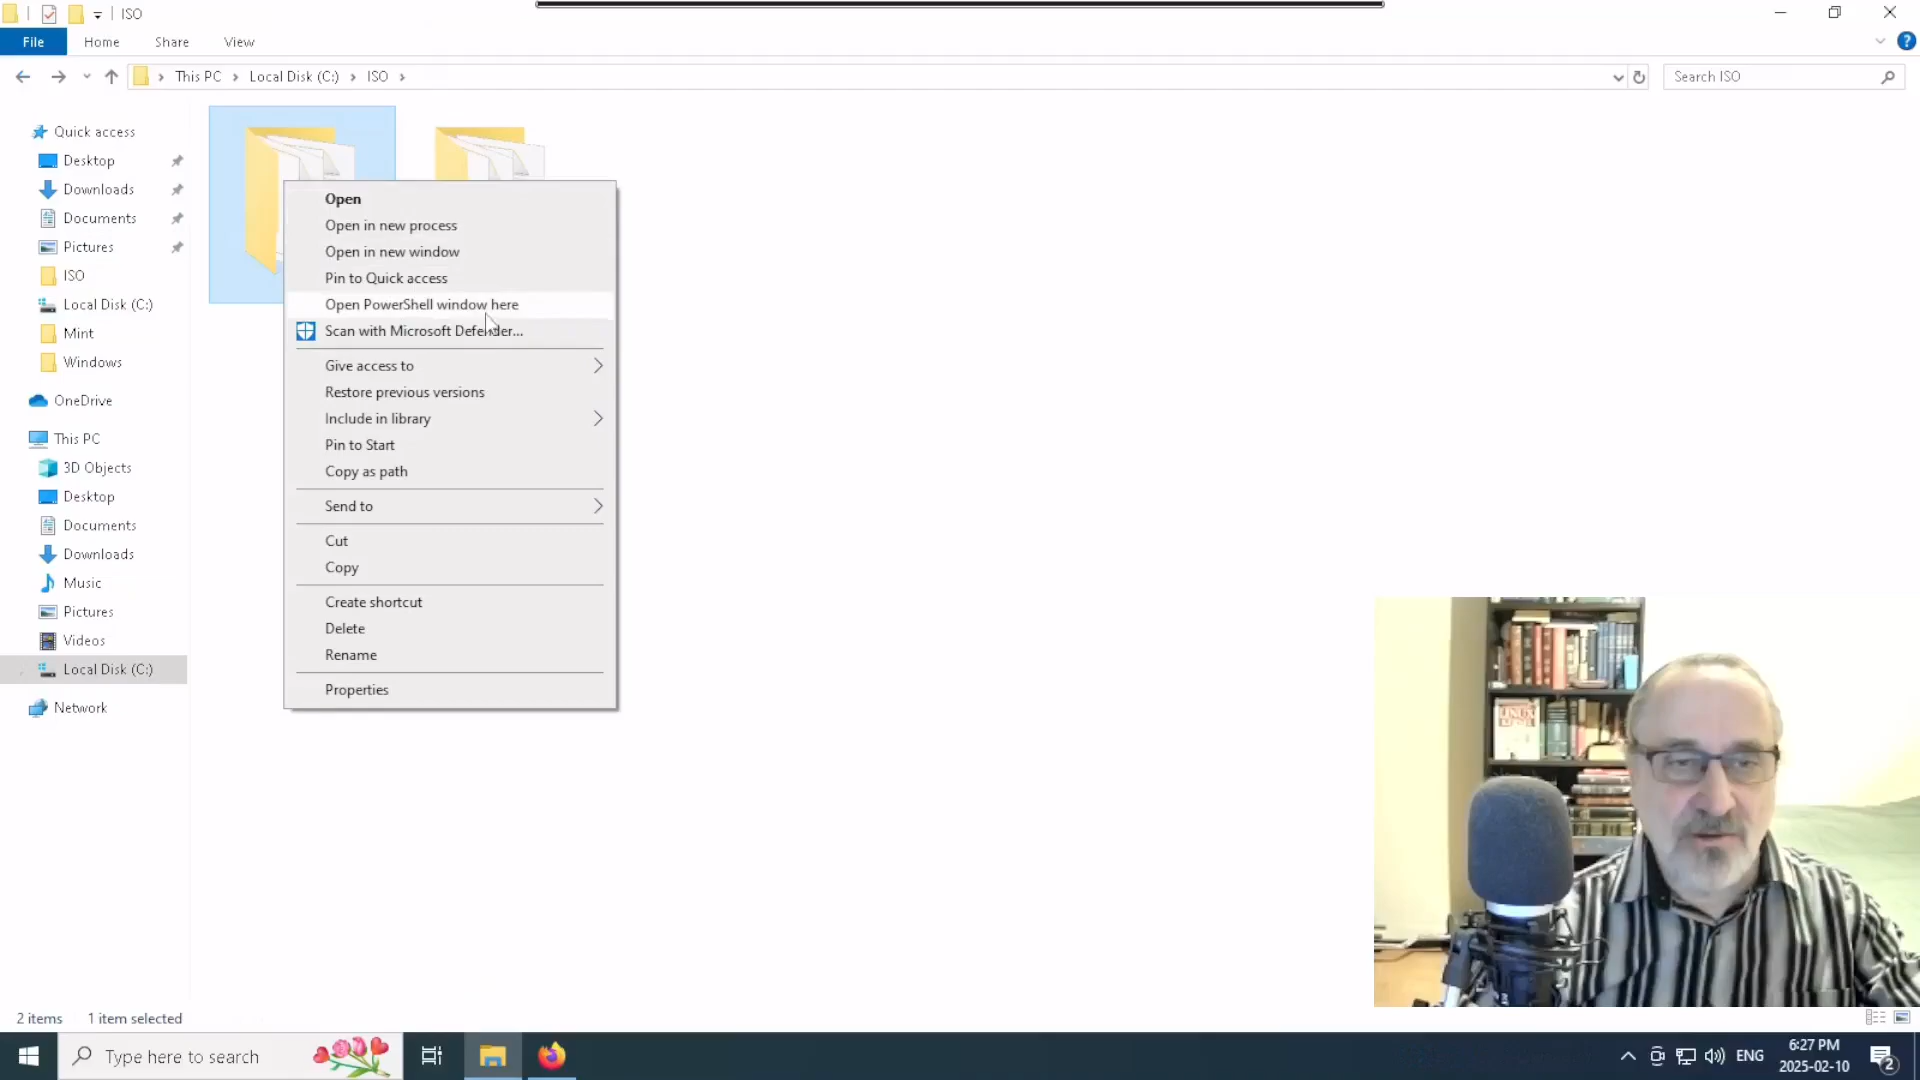 ISO
File
Home
Share
View
This PC
Local Disk (C:)
ISO
Search ISO
Quick access
Desktop
Downloads
Documents
Pictures
ISO
Local Disk (C:)
Mint
Windows
OneDrive
This PC
3D Objects
Desktop
Documents
Downloads
Music
Pictures
Videos
Local Disk (C:)
Network
Open
Open in new process
Open in new window
Pin to Quick access
Open PowerShell window here
Scan with Microsoft Defender...
Give access to
Restore previous versions
Include in library
Pin to Start
Copy as path
Send to
Cut
Copy
Create shortcut
Delete
Rename
Properties
LINUX
2 items
1 item selected
Type here to search
ENG
6:27 PM
2025-02-10
2